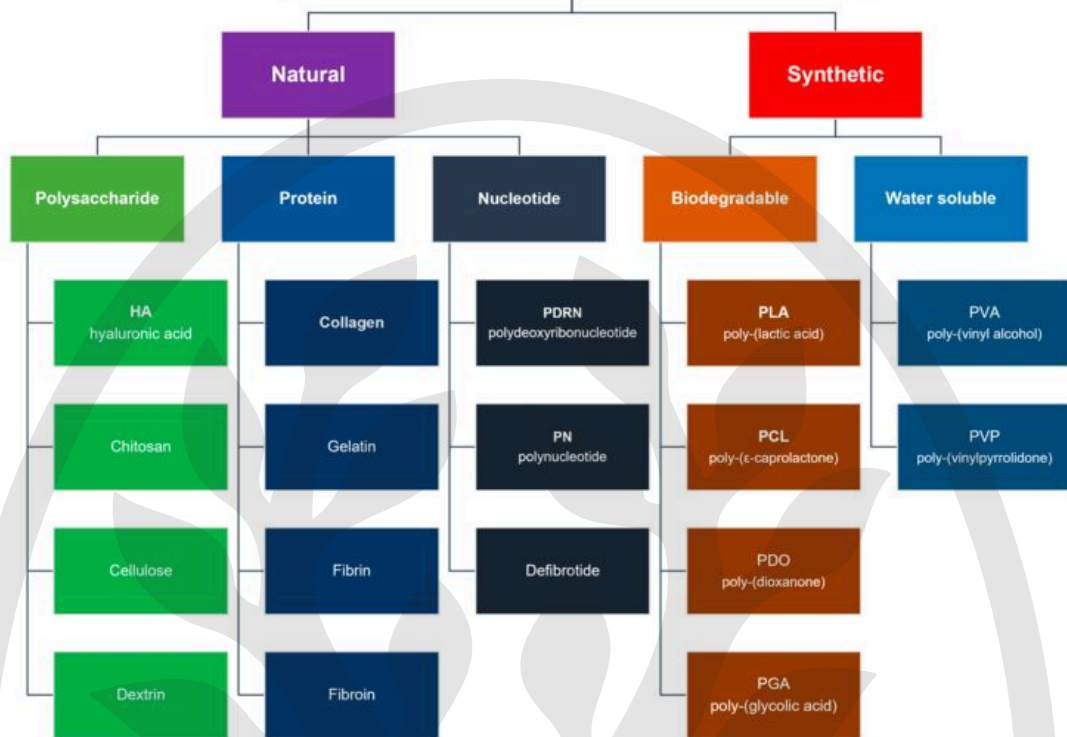 Natural
Synthetic
Polysaccharide
Protein
Nucleotide
Biodegradable
Water soluble
HA
hyaluronic acid
Collagen
PDRN
polydeoxyribonucleotide
PLA
poly-(lactic acid)
PVA
poly-(vinyl alcohol)
Chitosan
Gelatin
PN
polynucleotide
PCL
poly-(ε-caprolactone)
PVP
poly-(vinylpyrrolidone)
Cellulose
Fibrin
Defibrotide
PDO
poly-(dioxanone)
Dextrin
Fibroin
PGA
poly-(glycolic acid)